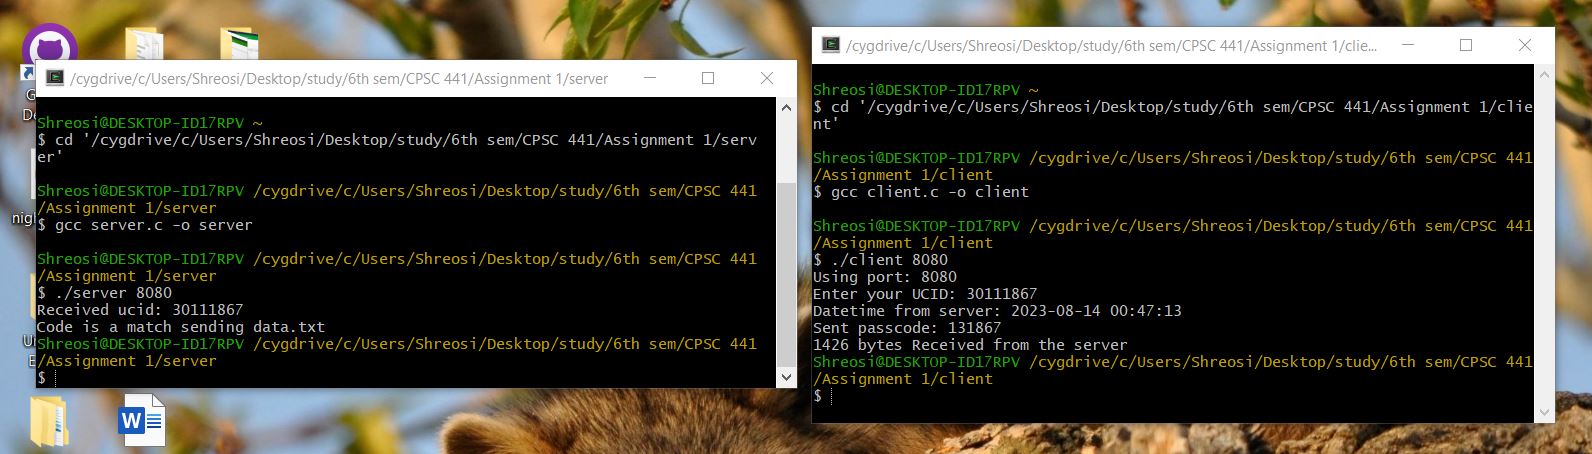 /cygdrive/c/Users/Shreosi/Desktop/study/6th sem/CPSC 441/Assignment 1/server
Shreosi@DESKTOP-ID17RPV ~
$ cd '/cygdrive/c/Users/Shreosi/Desktop/study/6th sem/CPSC 441/Assignment 1/serv
er'
Shreosi@DESKTOP-ID17RPV /cygdrive/c/Users/Shreosi/Desktop/study/6th sem/CPSC 441
/Assignment 1/server
$ gcc server.c -o server
Shreosi@DESKTOP-ID17RPV /cygdrive/c/Users/Shreosi/Desktop/study/6th sem/CPSC 441
/Assignment 1/server
$ ./server 8080
Received ucid: 30111867
Code is a match sending data.txt
Shreosi@DESKTOP-ID17RPV /cygdrive/c/Users/Shreosi/Desktop/study/6th sem/CPSC 441
/Assignment 1/server
$
/cygdrive/c/Users/Shreosi/Desktop/study/6th sem/CPSC 441/Assignment 1/clie...
Shreosi@DESKTOP-ID17RPV ~
$ cd '/cygdrive/c/Users/Shreosi/Desktop/study/6th sem/CPSC 441/Assignment 1/clie
nt'
Shreosi@DESKTOP-ID17RPV /cygdrive/c/Users/Shreosi/Desktop/study/6th sem/CPSC 441
/Assignment 1/client
$ gcc client.c -o client
Shreosi@DESKTOP-ID17RPV /cygdrive/c/Users/Shreosi/Desktop/study/6th sem/CPSC 441
/Assignment 1/client
$ ./client 8080
Using port: 8080
Enter your UCID: 30111867
Datetime from server: 2023-08-14 00:47:13
Sent passcode: 131867
1426 bytes Received from the server
Shreosi@DESKTOP-ID17RPV /cygdrive/c/Users/Shreosi/Desktop/study/6th sem/CPSC 441
/Assignment 1/client
$
W